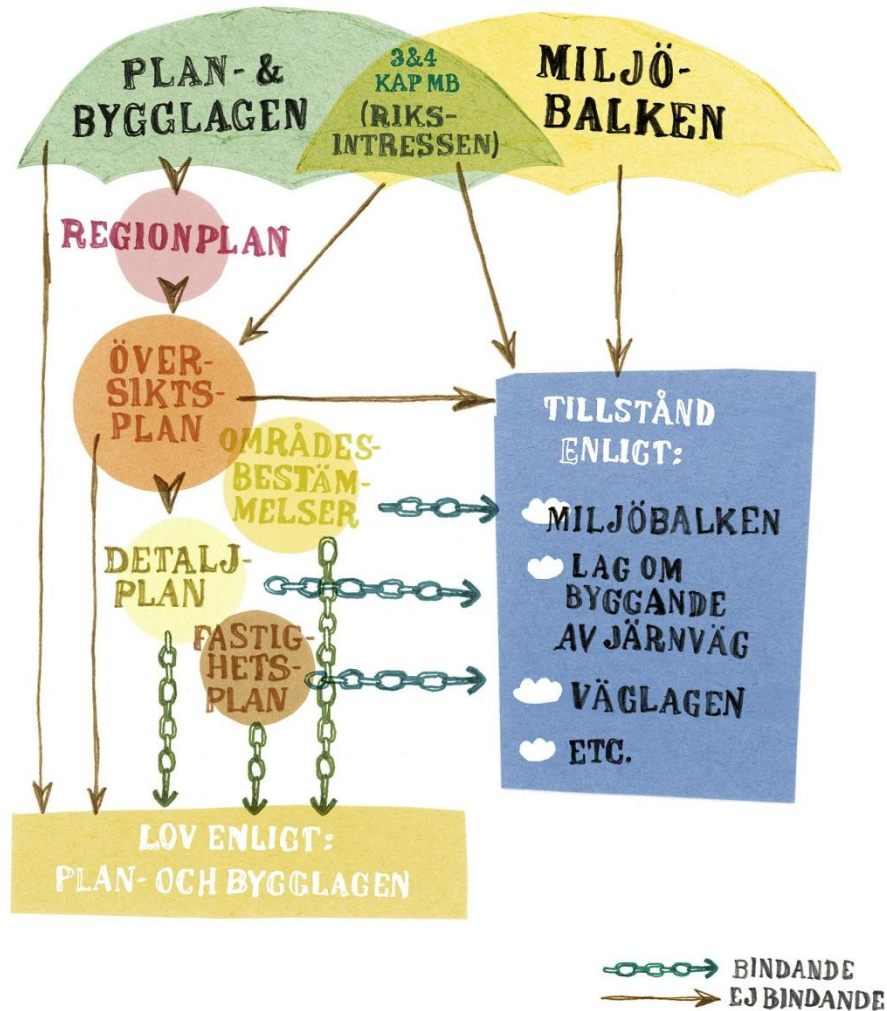 PLAN- &
BYGGLAGEN
3&4
KAP MB
(RIKS-
INTRESSEN)
MILJÖ-
BALKEN
REGIONPLAN
ÖVER-
SIKTS-
PLAN
OMRÅDES-
BESTÄM-
MELSER
DETALJ-
PLAN
FASTIG-
HETS-
PLAN
TILLSTÅND
ENLIGT:
MILJÖBALKEN
LAG OM
BYGGANDE
AV JÄRNVÄG
VÄGLAGEN
ETC.
LOV ENLIGT:
PLAN- OCH BYGGLAGEN
BINDANDE
EJ BINDANDE